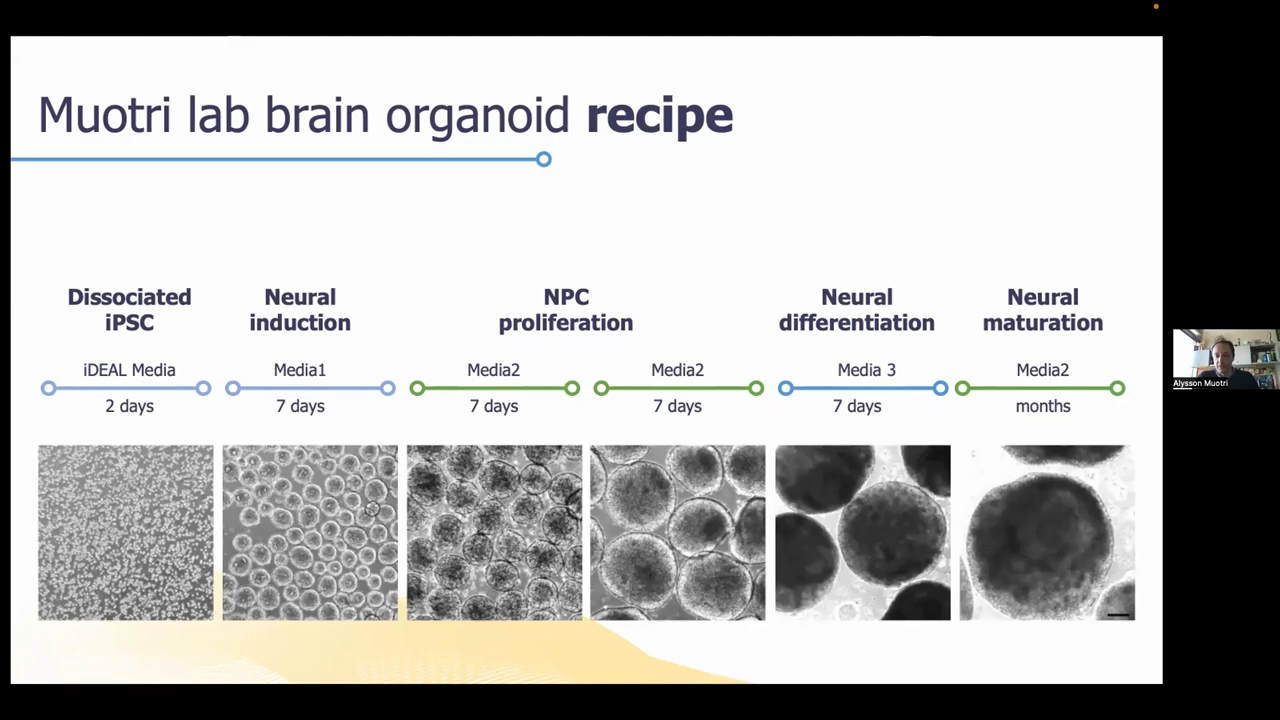 Muotri lab brain organoid recipe
Dissociated
iPSC
Neural
induction
NPC
proliferation
Neural
differentiation
Neural
maturation
iDEAL Media
Media1
Media2
Media2
Media 3
Media2
2 days
7 days
7 days
7 days
7 days
months
Alysson Muotri